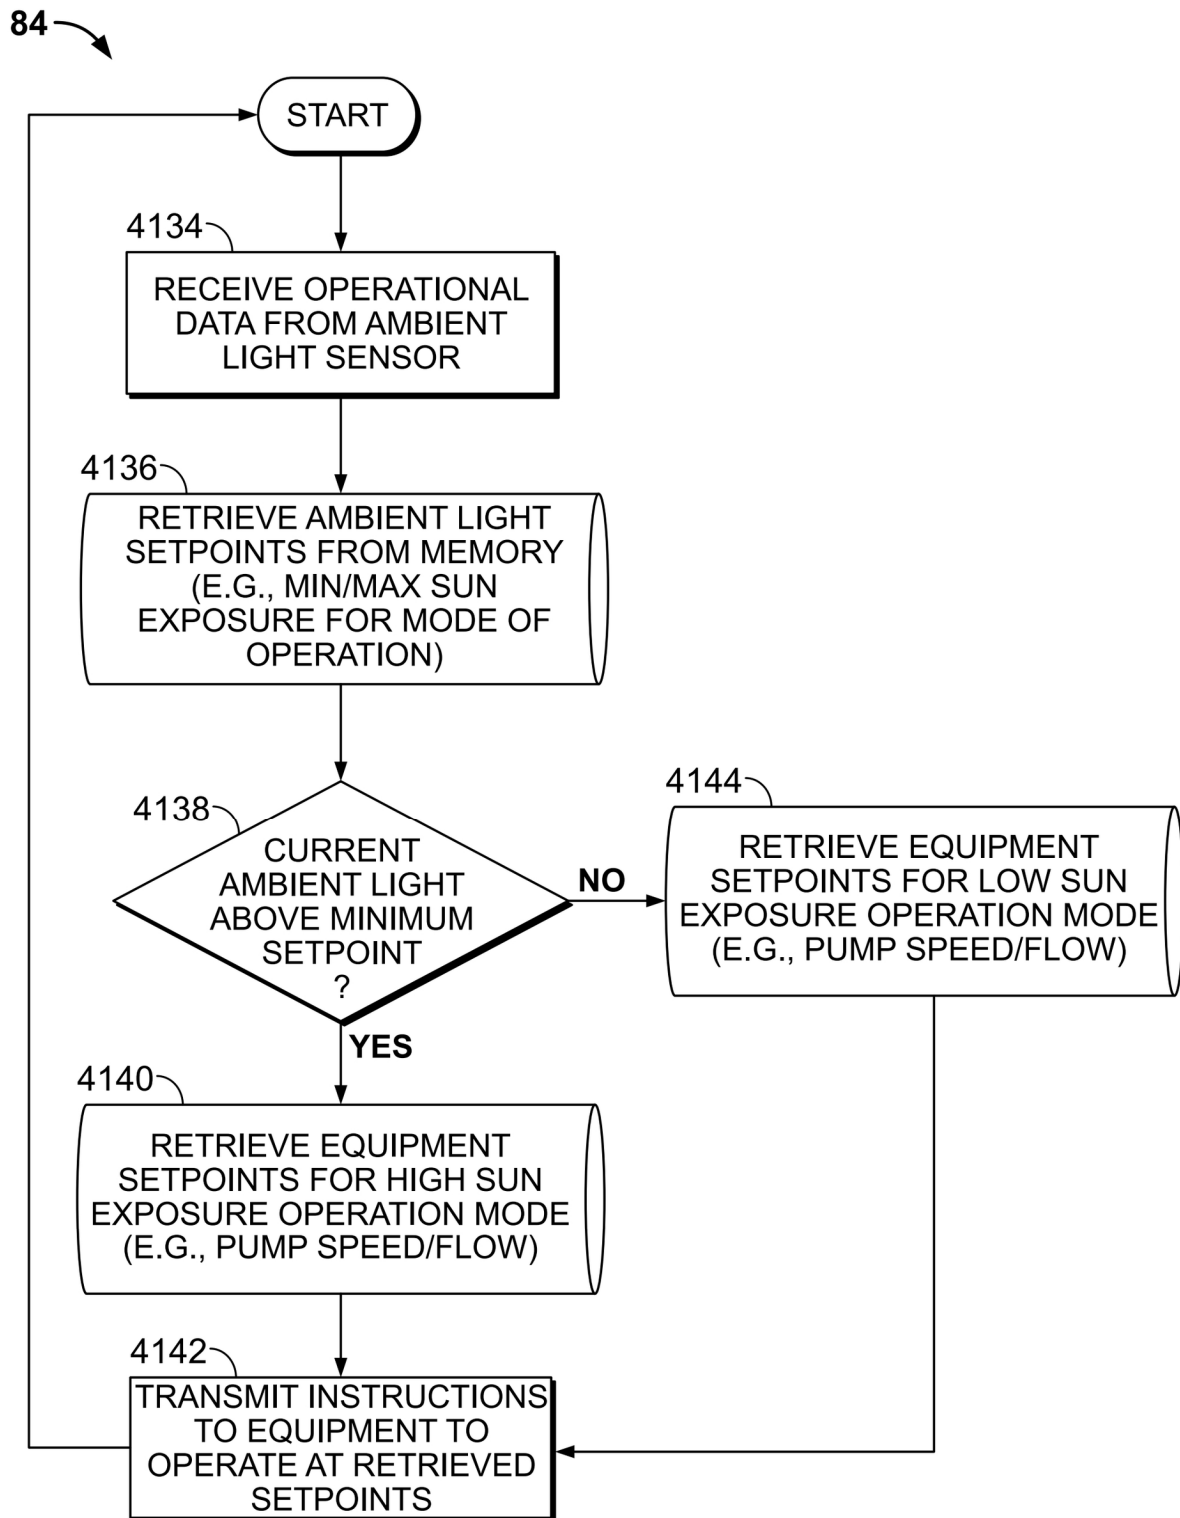 84
START
4134
RECEIVE OPERATIONAL
DATA FROM AMBIENT
LIGHT SENSOR
4136
RETRIEVE AMBIENT LIGHT
SETPOINTS FROM MEMORY
(E.G., MIN/MAX SUN
EXPOSURE FOR MODE OF
OPERATION)
4138
CURRENT
AMBIENT LIGHT
ABOVE MINIMUM
SETPOINT
?
NO
4144
RETRIEVE EQUIPMENT
SETPOINTS FOR LOW SUN
EXPOSURE OPERATION MODE
(E.G., PUMP SPEED/FLOW)
YES
4140
RETRIEVE EQUIPMENT
SETPOINTS FOR HIGH SUN
EXPOSURE OPERATION MODE
(E.G., PUMP SPEED/FLOW)
4142
TRANSMIT INSTRUCTIONS
TO EQUIPMENT TO
OPERATE AT RETRIEVED
SETPOINTS